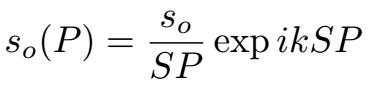 s_o(P) = \frac{s_o}{SP} \exp ikSP